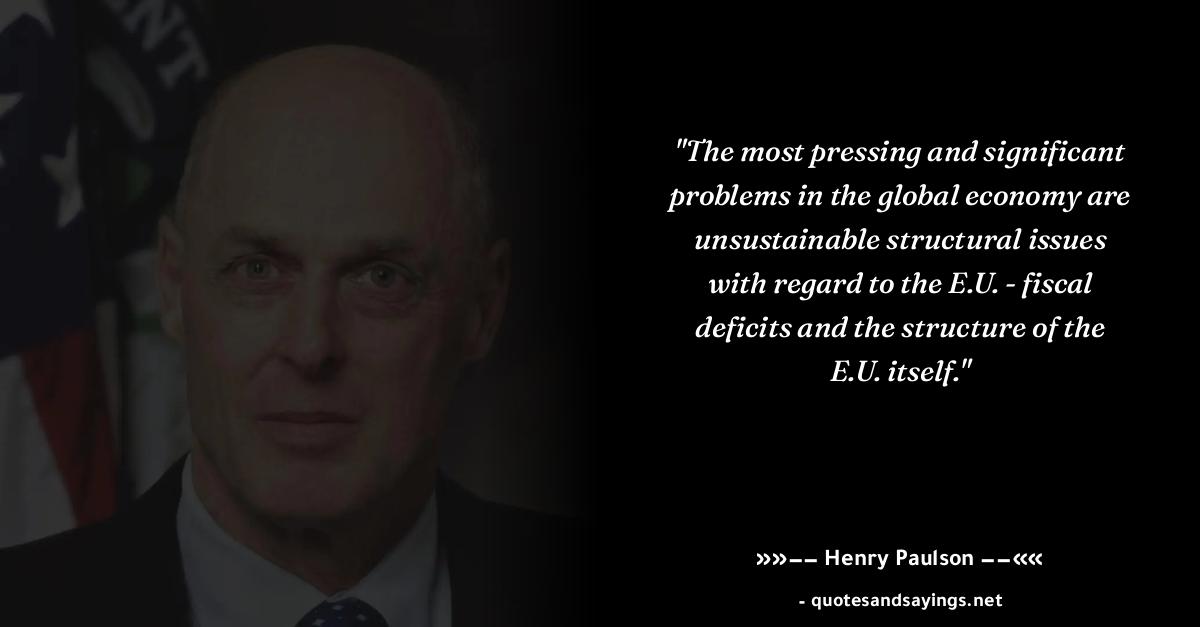 NT
"The most pressing and significant
problems in the global economy are
unsustainable structural issues
with regard to the E.U. - fiscal
deficits and the structure of the
E.U. itself."
»»−− Henry Paulson −−««
- quotesandsayings.net